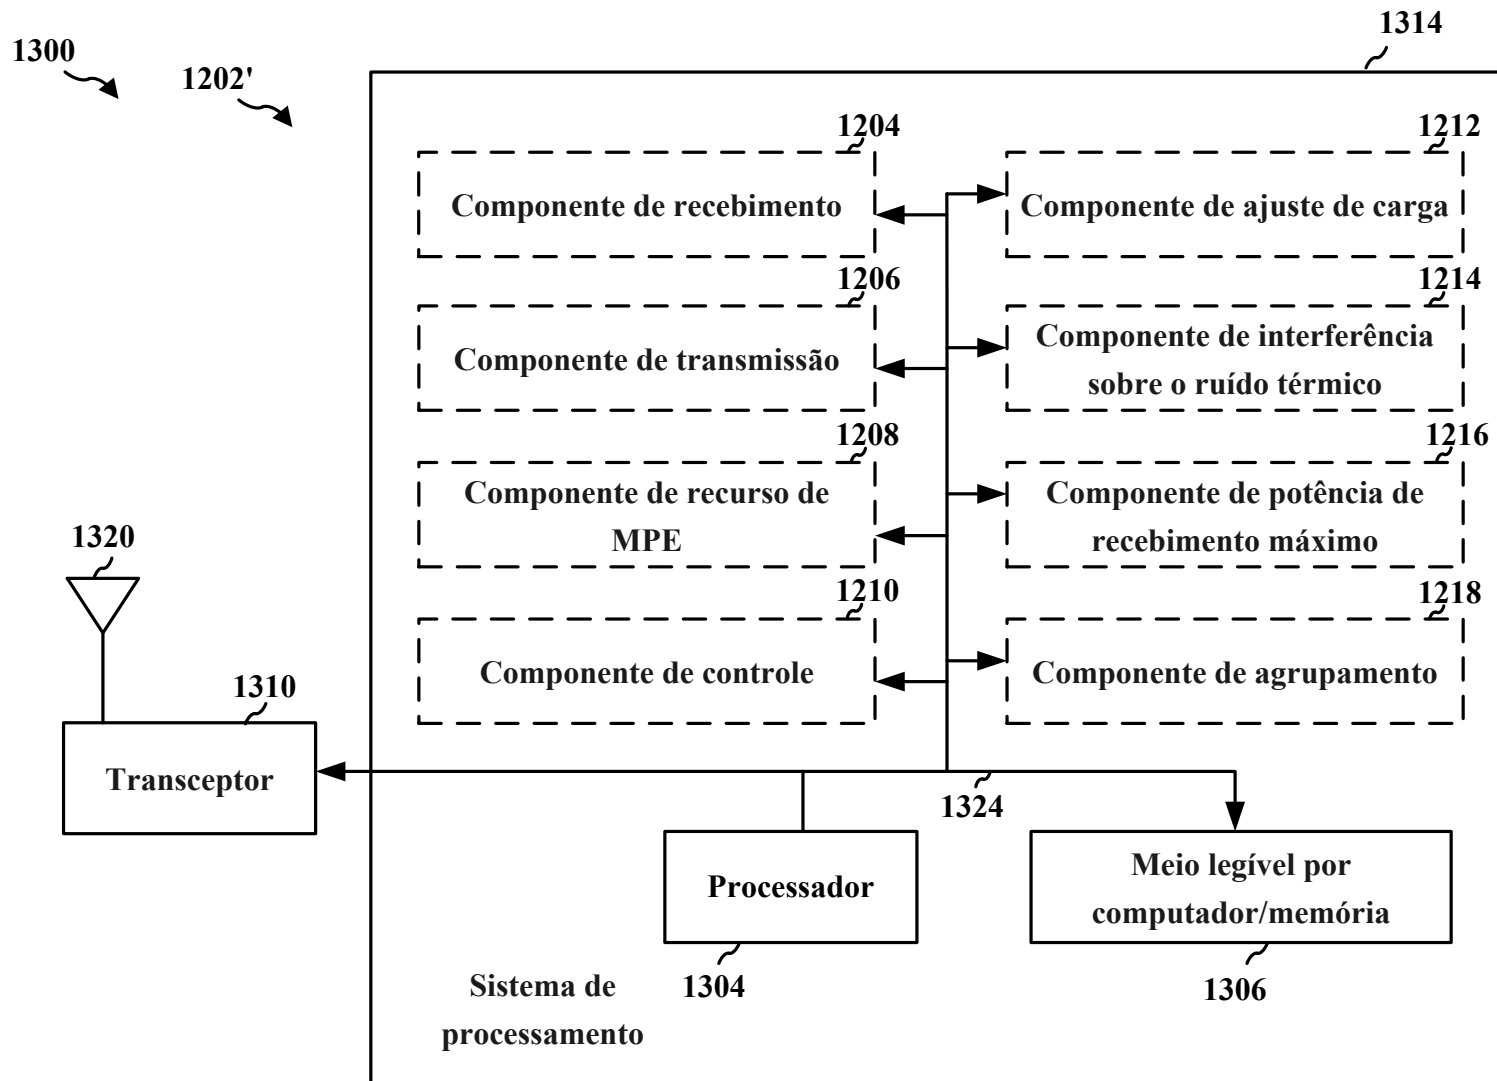 1300
1202'
1314
1204
Componente de recebimento
1212
Componente de ajuste de carga
1206
Componente de transmissão
1214
Componente de interferência
sobre o ruído térmico
1208
Componente de recurso de
MPE
1216
Componente de potência de
recebimento máximo
1210
Componente de controle
1218
Componente de agrupamento
1320
1310
Transceptor
1324
Processador
1304
Meio legível por
computador/memória
1306
Sistema de
processamento